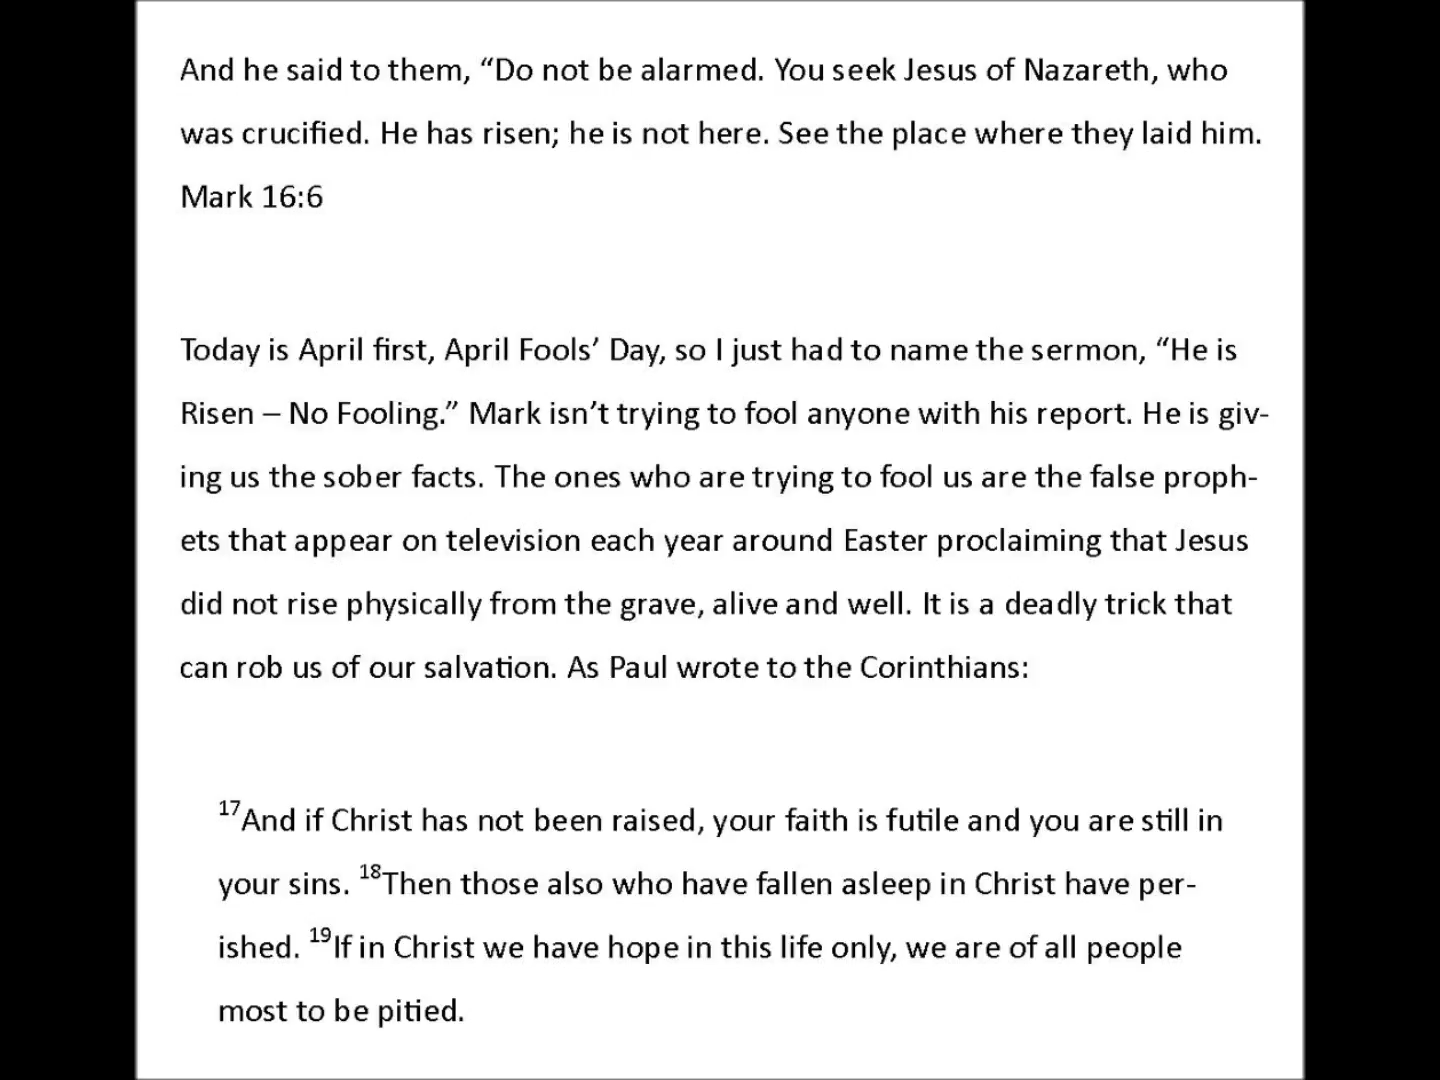 And he said to them, “Do not be alarmed. You seek Jesus of Nazareth, who
was crucified. He has risen; he is not here. See the place where they laid him.
Mark 16:6
Today is April first, April Fools’ Day, so I just had to name the sermon, “He is
Risen – No Fooling.” Mark isn’t trying to fool anyone with his report. He is giv-
ing us the sober facts. The ones who are trying to fool us are the false proph-
ets that appear on television each year around Easter proclaiming that Jesus
did not rise physically from the grave, alive and well. It is a deadly trick that
can rob us of our salvation. As Paul wrote to the Corinthians:
17And if Christ has not been raised, your faith is futile and you are still in
your sins. 18Then those also who have fallen asleep in Christ have per-
ished. 19If in Christ we have hope in this life only, we are of all people
most to be pitied.